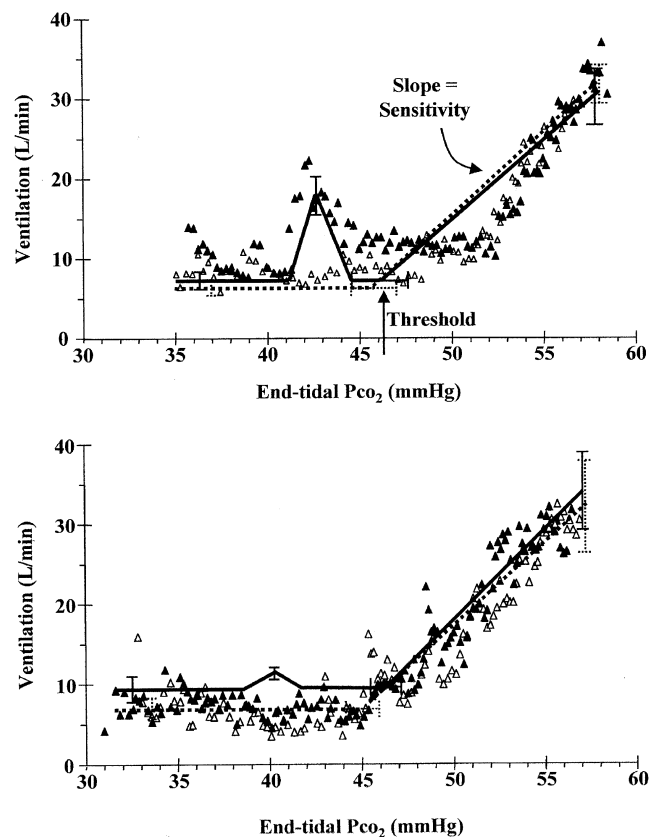 40
30
20
10
0
Ventilation (L/min)
Slope =
Sensitivity
Threshold
30 40 45 50 55 60
35
End-tidal Pco₂ (mmHg)
40
30
20
10
0
Ventilation (L/min)
30 35 40 45 50 55 60
End-tidal Pco₂ (mmHg)